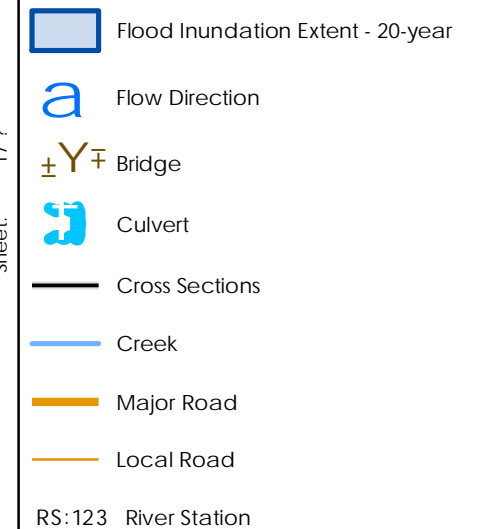 Flood Inundation Extent - 20-year
a Flow Direction
±Y∓ Bridge
Culvert
Cross Sections
Creek
Major Road
Local Road
RS:123 River Station